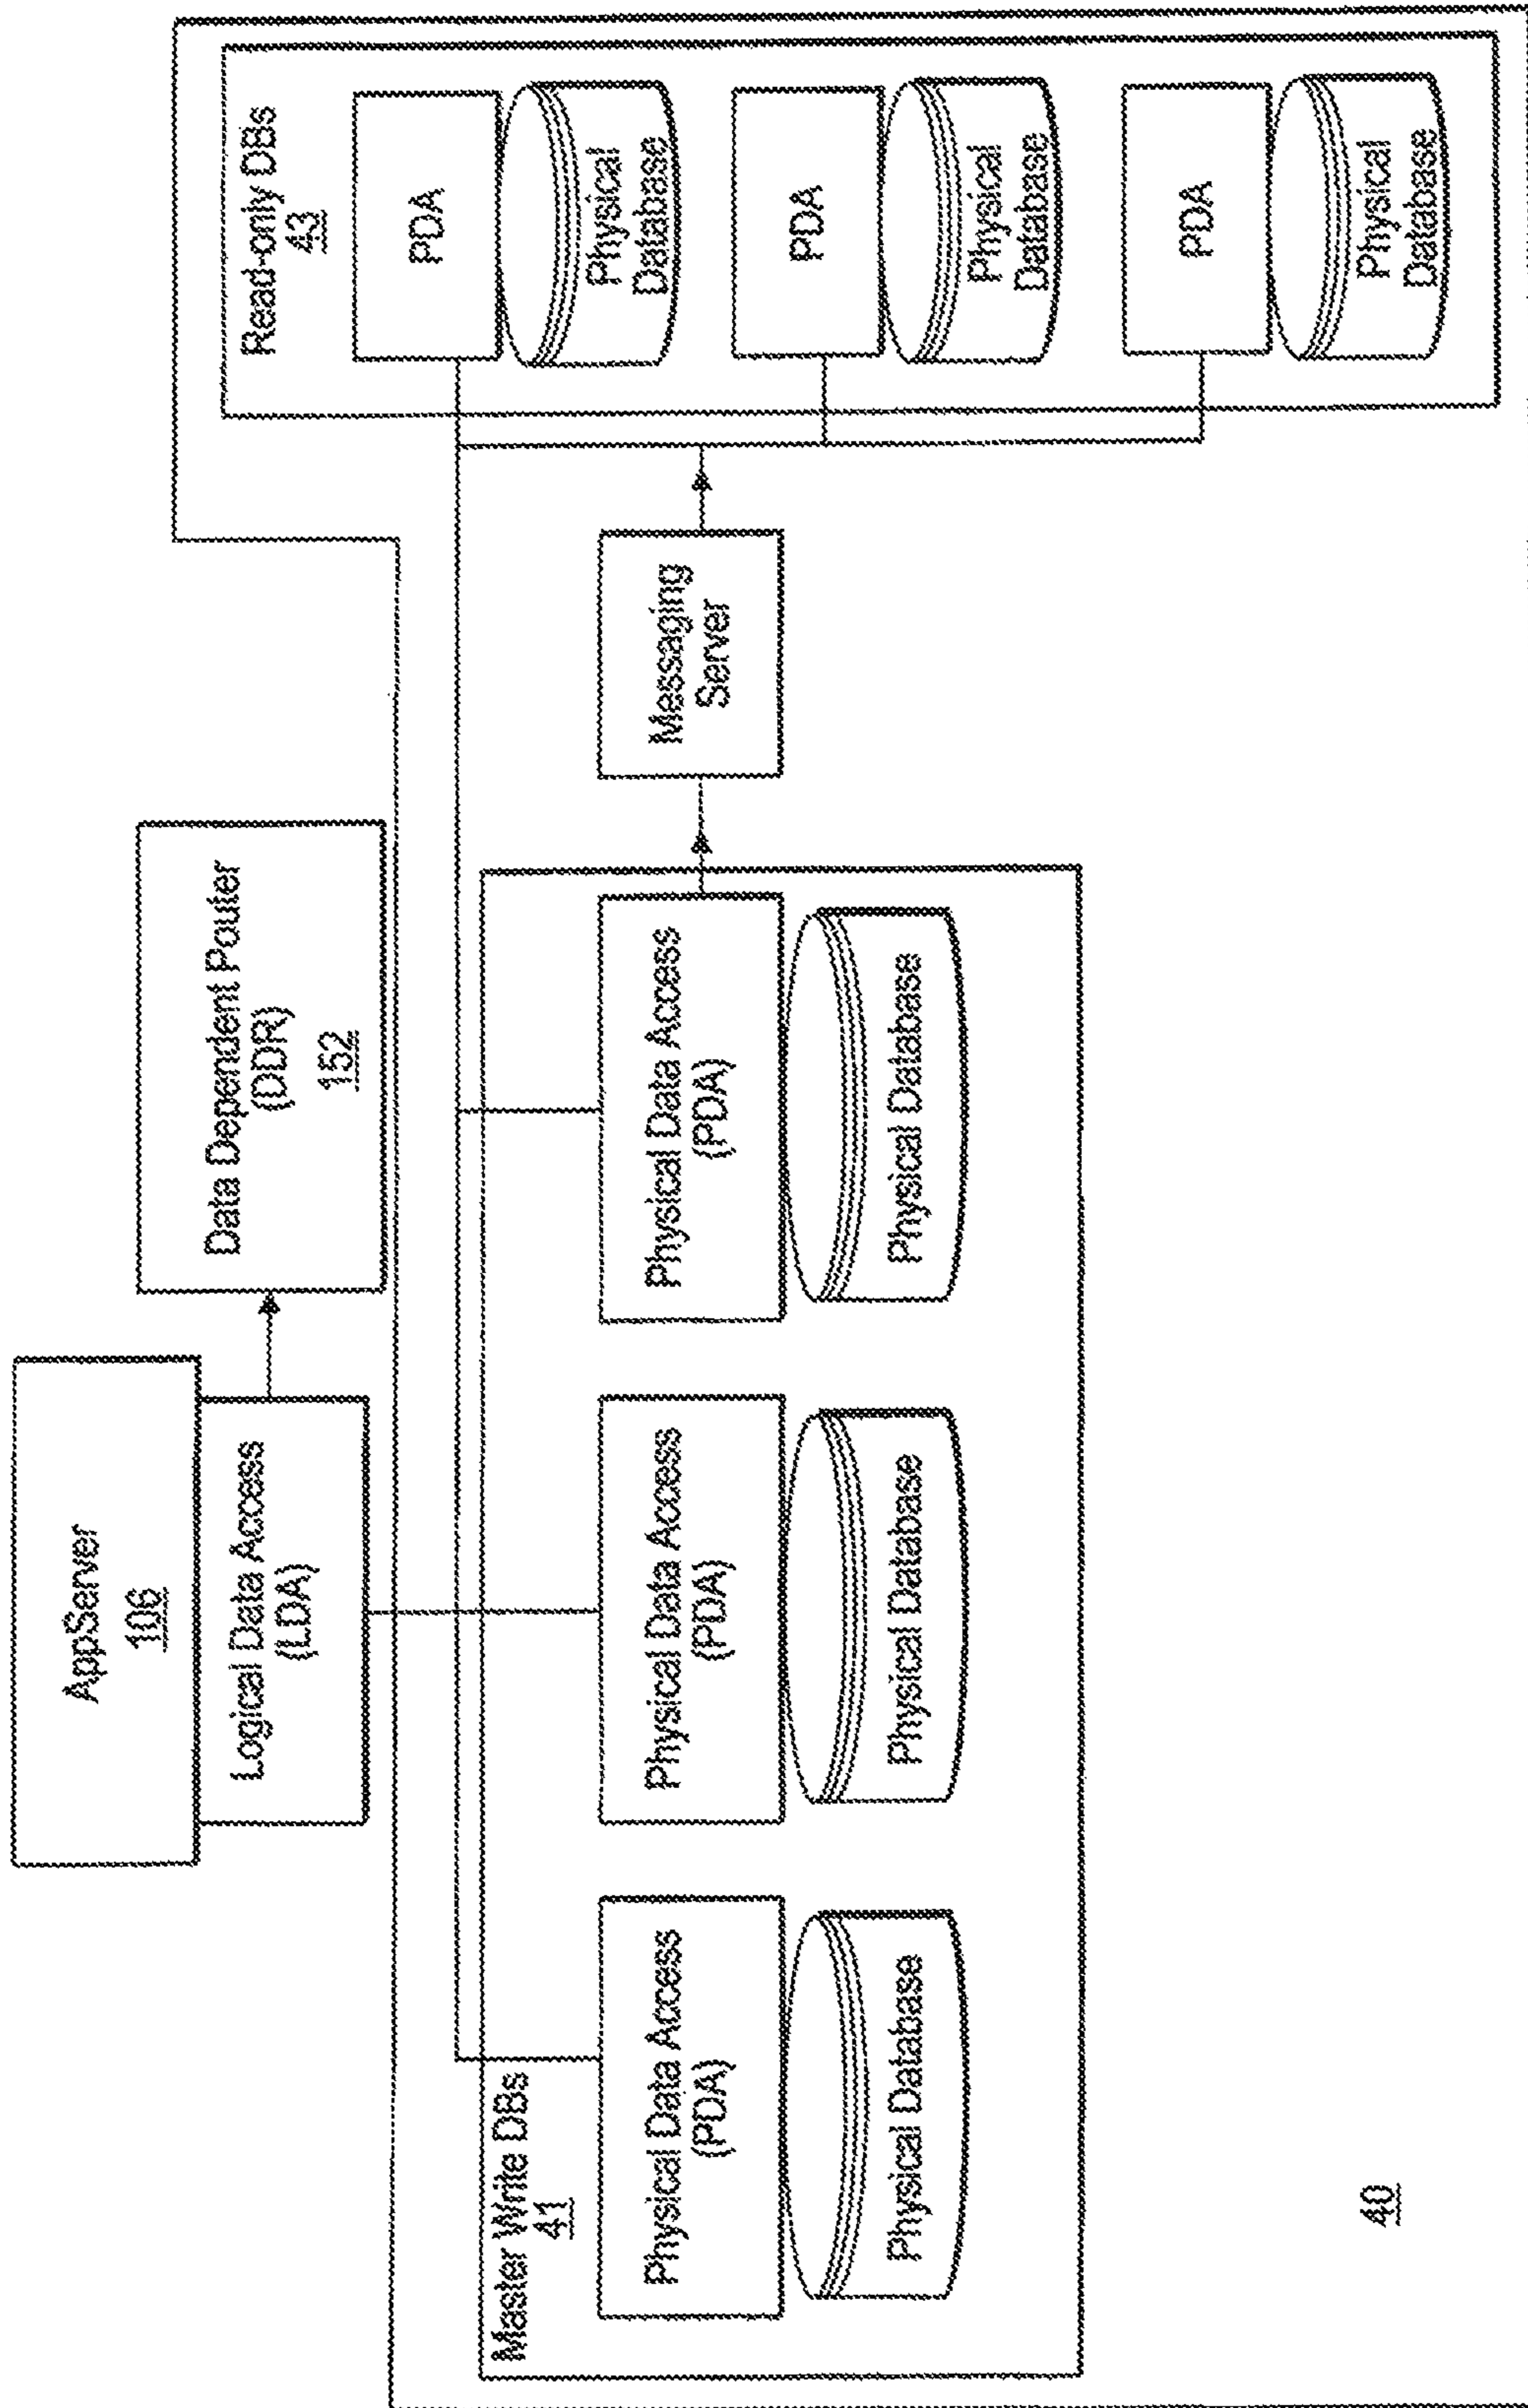 AppServer
106
Logical Data Access
(LDA)
Data Dependent Pouter
(DDR)
152
Read-only DBs
43
PDA
Physical
Database
PDA
Physical
Database
PDA
Physical
Database
Messaging
Server
Master Write DBs
41
Physical Data Access
(PDA)
Physical Database
Physical Data Access
(PDA)
Physical Database
Physical Data Access
(PDA)
Physical Database
40